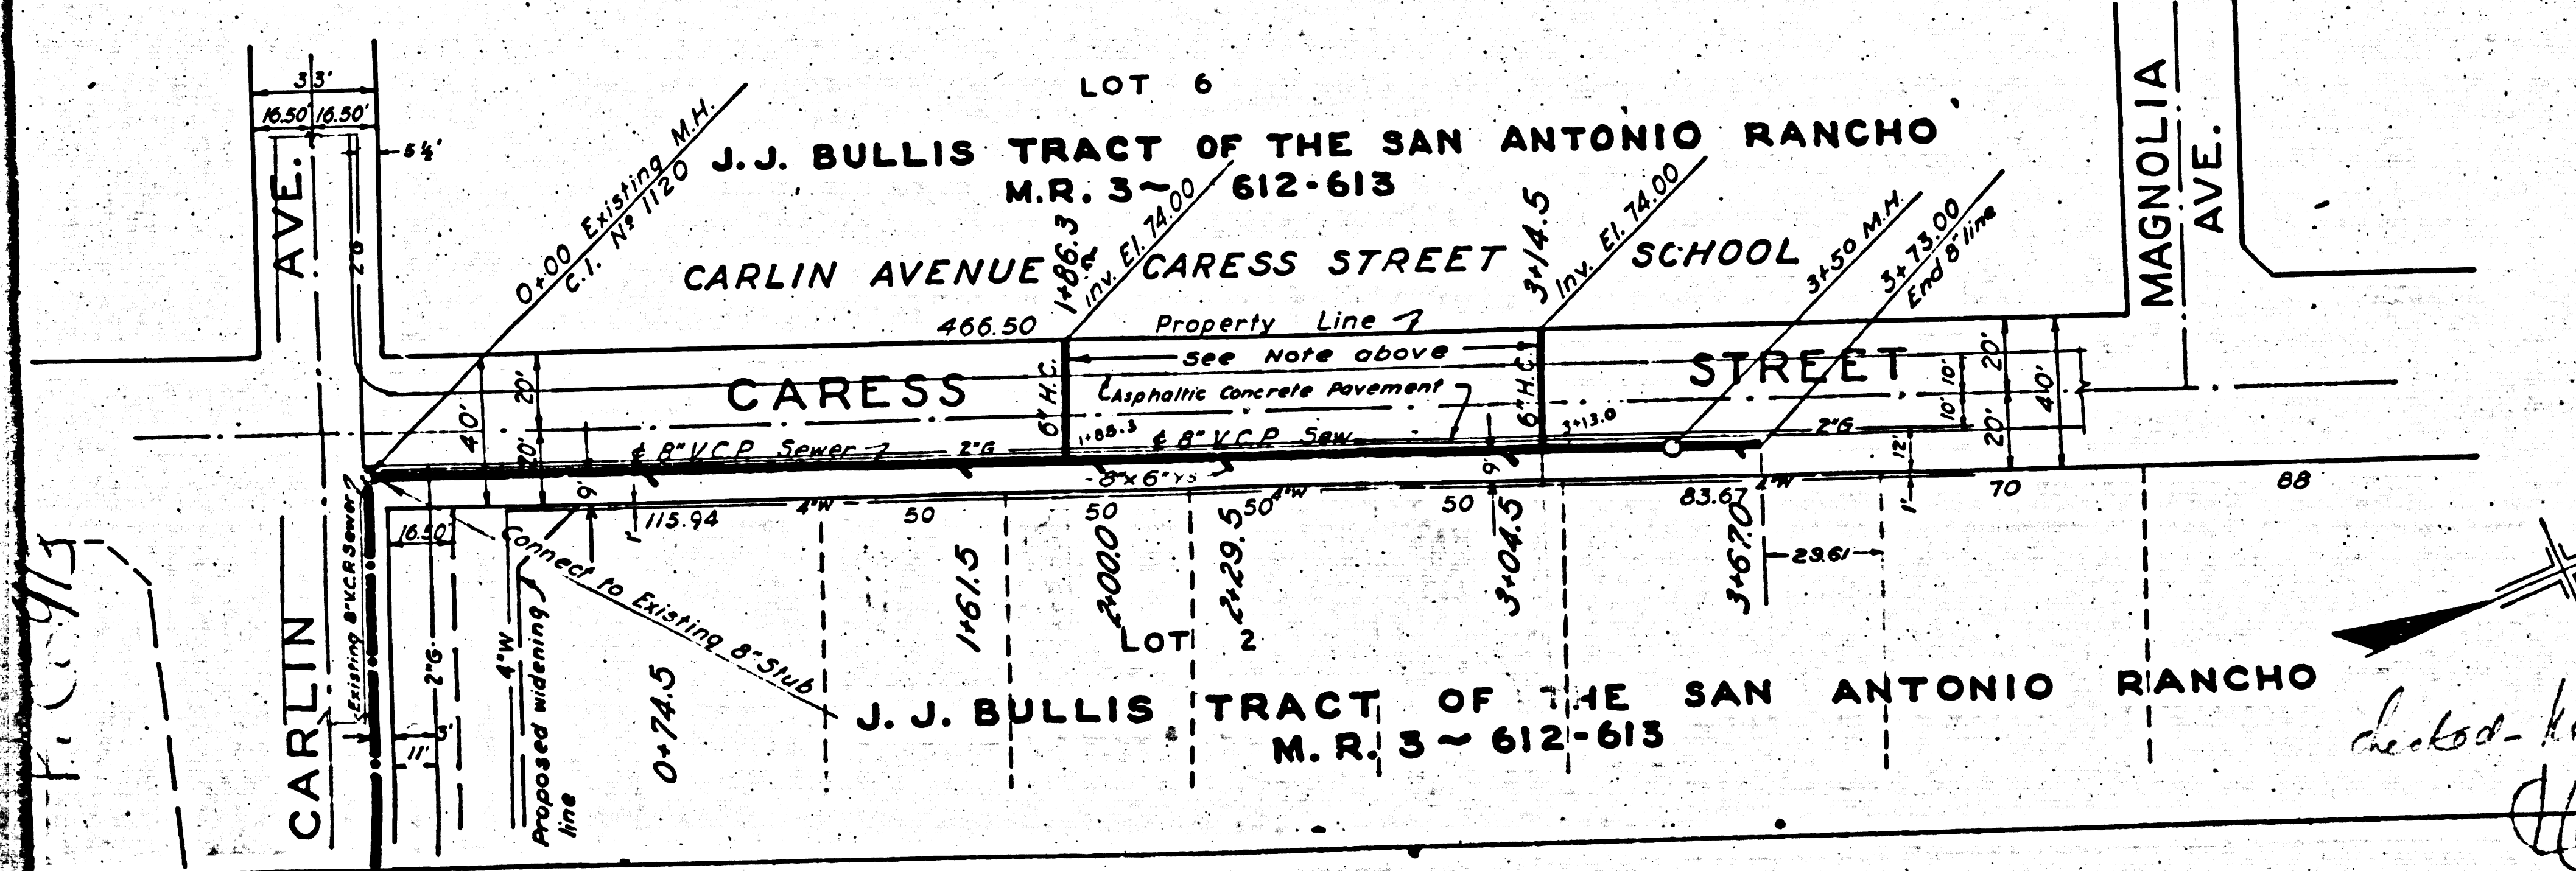 33'
16.50' 16.50'
5½'
AVE.
2"G
0+00 Existing M.H.
C.I. Nº 1120
LOT 6
J.J. BULLIS TRACT OF THE SAN ANTONIO RANCHO
M.R. 3~ 612-613
CARLIN AVENUE CARESS STREET SCHOOL
1+86.3
Inv. El. 74.00
3+14.5
Inv. El. 74.00
3+50 M.H.
3+73.00
End 8" line
MAGNOLIA
AVE.
466.50
Property Line
See Note above
Asphaltic Concrete Pavement
CARESS
STREET
6" H.C.
6" H.C.
40'
20'
20'
10'
10'
20'
20'
40'
℄ 8" V.C.P. Sewer
2"G
1+85.3
℄ 8" V.C.P. Sew.
3+13.0
2"G
8"x6" Ys
9'
1'
9'
12'
1'
115.94
4"W
50
50
50
4"W
50
83.67
4"W
70
88
16.50'
Connect to Existing 8" Stub
Existing 8" V.C.P. Sewer
CARLIN
2"G
4"W
Proposed widening
line
5'
11'
0+74.5
1+61.5
2+00.0
2+29.5
3+04.5
3+67.0
29.61
LOT 2
J.J. BULLIS TRACT OF THE SAN ANTONIO RANCHO
M.R. 3~612-613
checked-